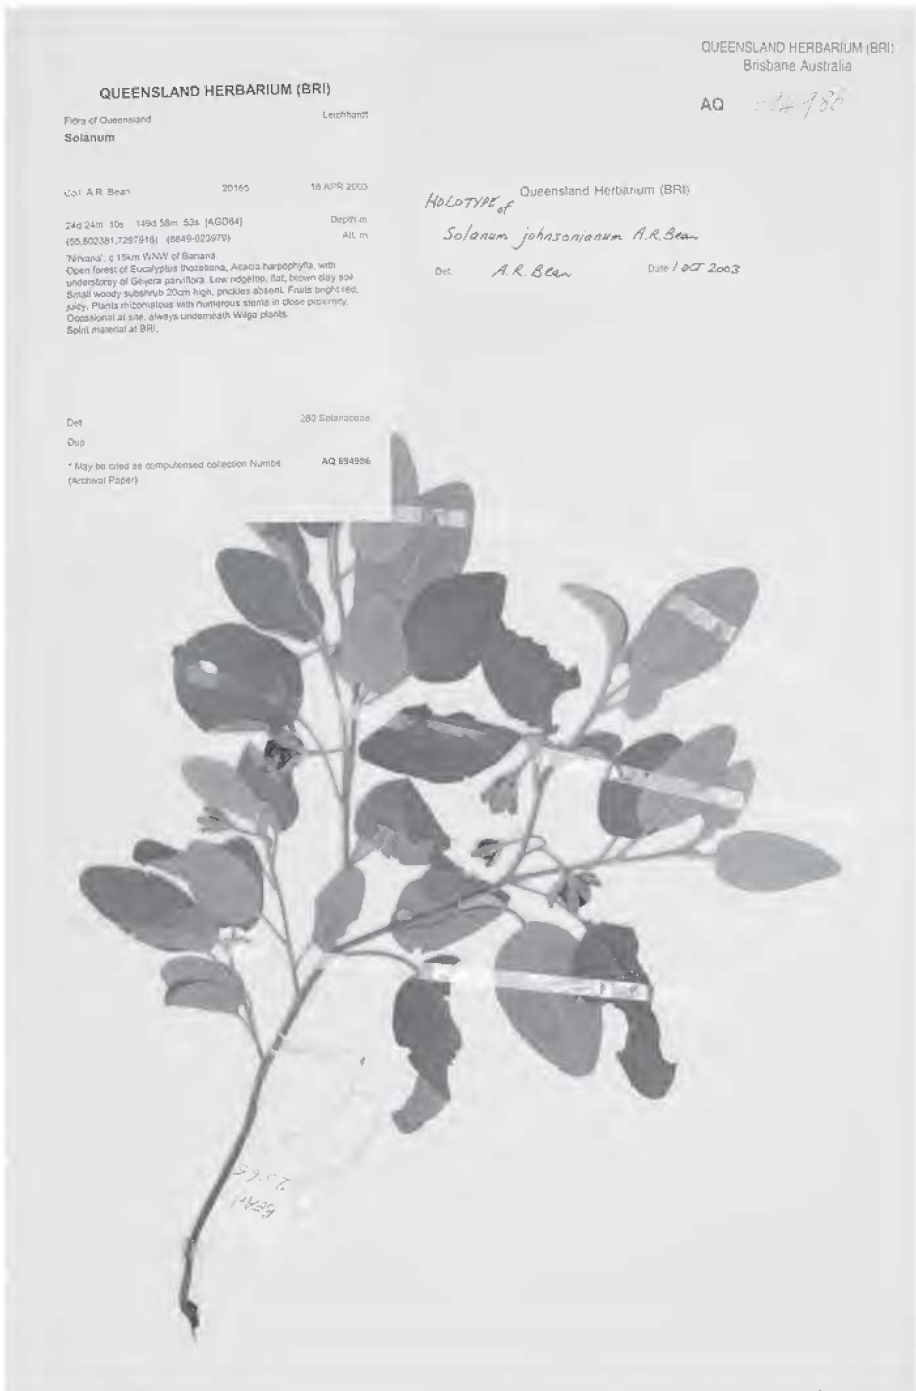 QUEENSLAND HERBARIUM (BRI)
Brisbane Australia
AQ
QUEENSLAND HERBARIUM (BRI)
Flora of Queensland Leichhardt
Solanum
Coll. A.R. Bean 20165 18 APR 2003
24d 24m 10s 149d 58m 53s [AGD84] Depth m
(55,802381,7297916) (8849-023979) Alt. m
'Nirvana', c 15km WNW of Banana.
Open forest of Eucalyptus thozetiana, Acacia harpophylla, with
understorey of Geijera parviflora. Low ridgetop, flat, brown clay soil.
Small woody subshrub 20cm high, prickles absent. Fruits bright red,
juicy. Plants rhizomatous with numerous stems in close proximity.
Occasional at site, always underneath Wilga plants.
Spirit material at BRI.
HOLOTYPE of Queensland Herbarium (BRI)
Solanum johnsonianum A.R.Bean
Det. A.R. Bean Date 1 OCT 2003
Det 280 Solanaceae
Dup
* May be cited as computerised collection Numbe AQ 694986
(Archival Paper)
BEAN